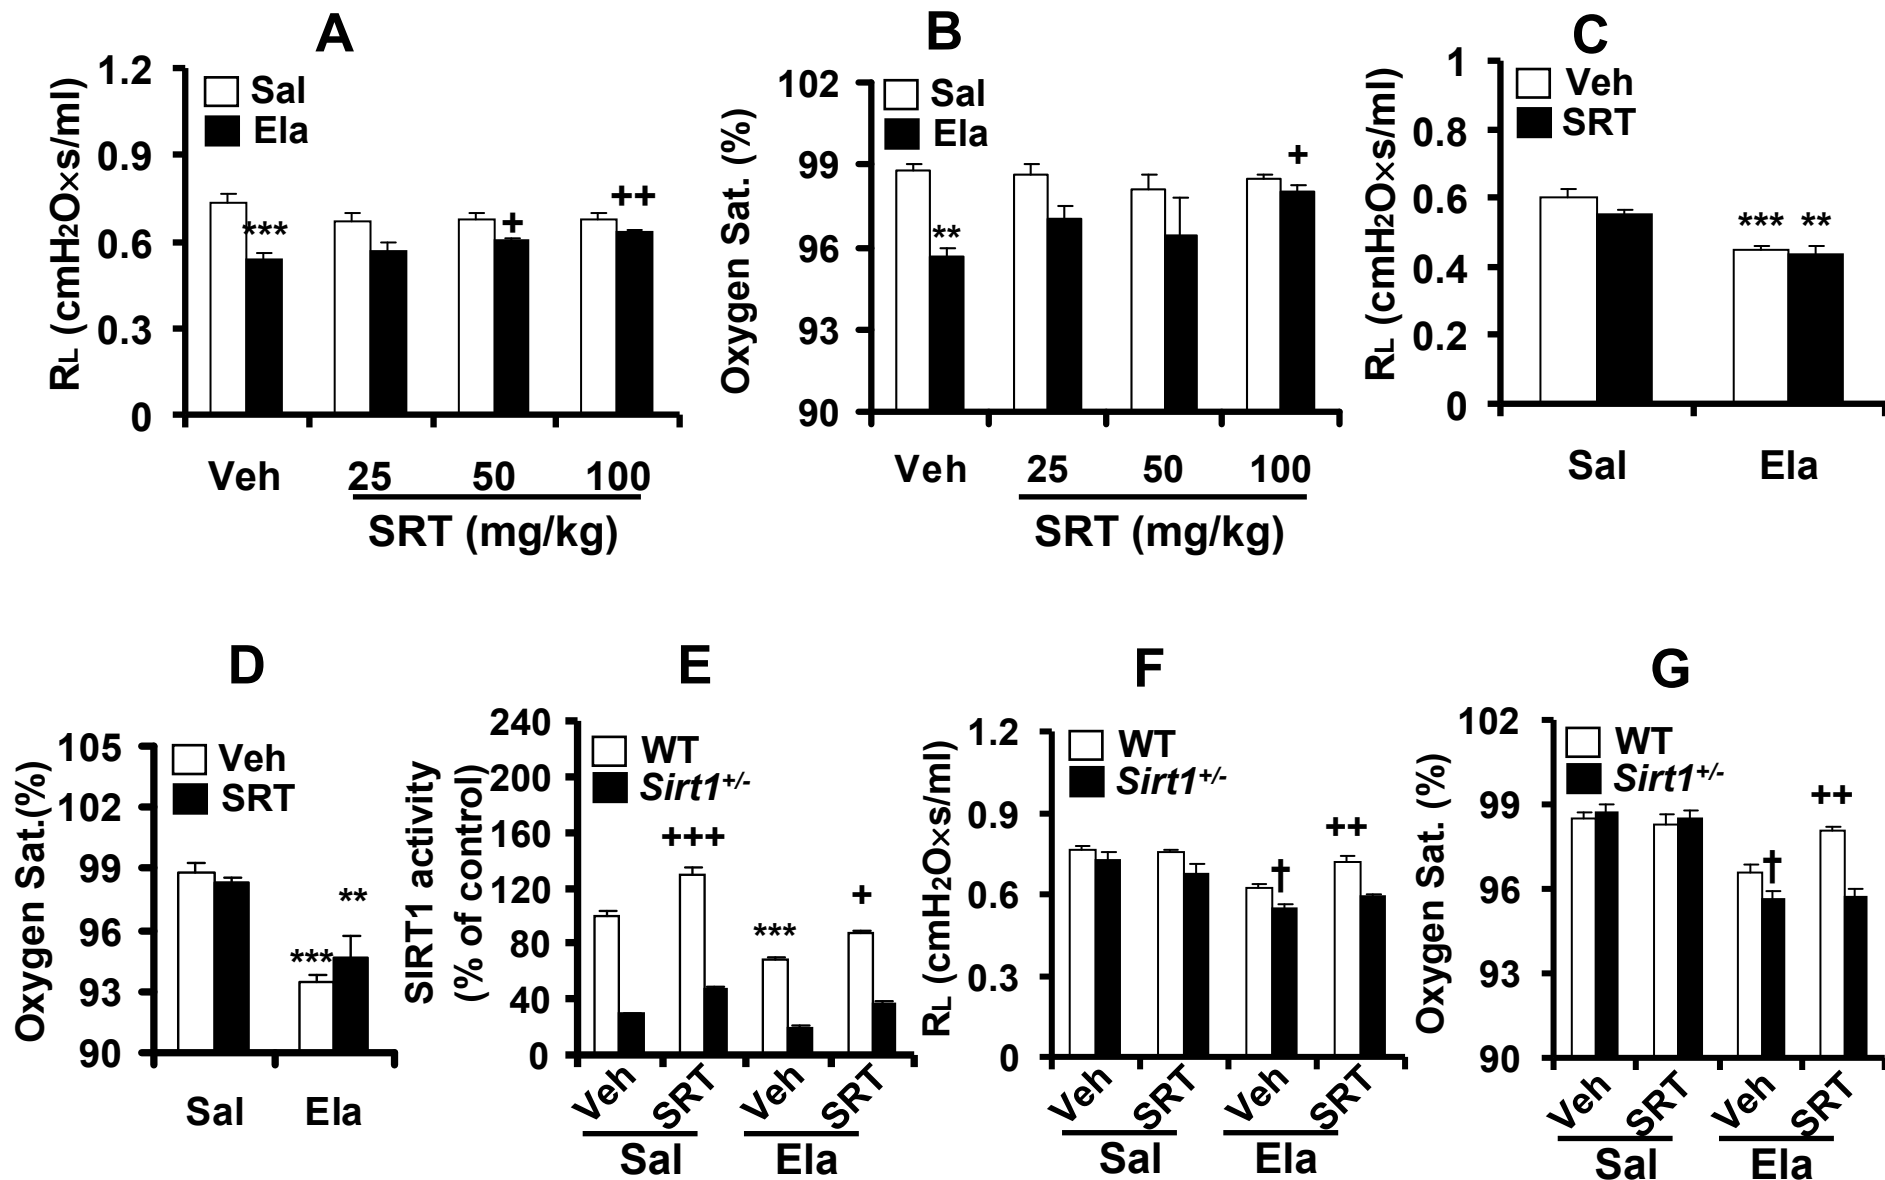 A
RL (cmH2O×s/ml)
1.2
0.9
0.6
0.3
0
Sal
Ela
***
+
++
Veh
25
50
100
SRT (mg/kg)
B
Oxygen Sat. (%)
102
99
96
93
90
Sal
Ela
**
+
Veh
25
50
100
SRT (mg/kg)
C
RL (cmH2O×s/ml)
1
0.8
0.6
0.4
0.2
0
Veh
SRT
***
**
Sal
Ela
D
Oxygen Sat.(%)
105
102
99
96
93
90
Veh
SRT
***
**
Sal
Ela
E
SIRT1 activity
(% of control)
240
200
160
120
80
40
0
WT
Sirt1+/-
+++
***
+
Veh
SRT
Veh
SRT
Sal
Ela
F
RL (cmH2O×s/ml)
1.2
0.9
0.6
0.3
0
WT
Sirt1+/-
†
++
Veh
SRT
Veh
SRT
Sal
Ela
G
Oxygen Sat. (%)
102
99
96
93
90
WT
Sirt1+/-
†
++
Veh
SRT
Veh
SRT
Sal
Ela